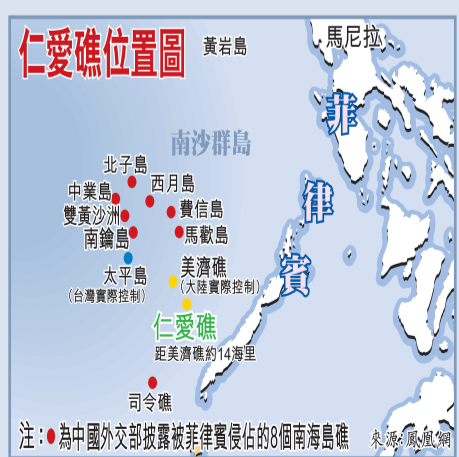 仁愛礁位置圖
黃岩島
馬尼拉
菲律賓
南沙群島
北子島
西月島
中業島
費信島
雙黃沙洲
南鑰島
馬歡島
太平島
（台灣實際控制）
美濟礁
（大陸實際控制）
仁愛礁
距美濟礁約14海里
司令礁
注：●為中國外交部披露被菲律賓侵佔的8個南海島礁
來源：鳳凰網